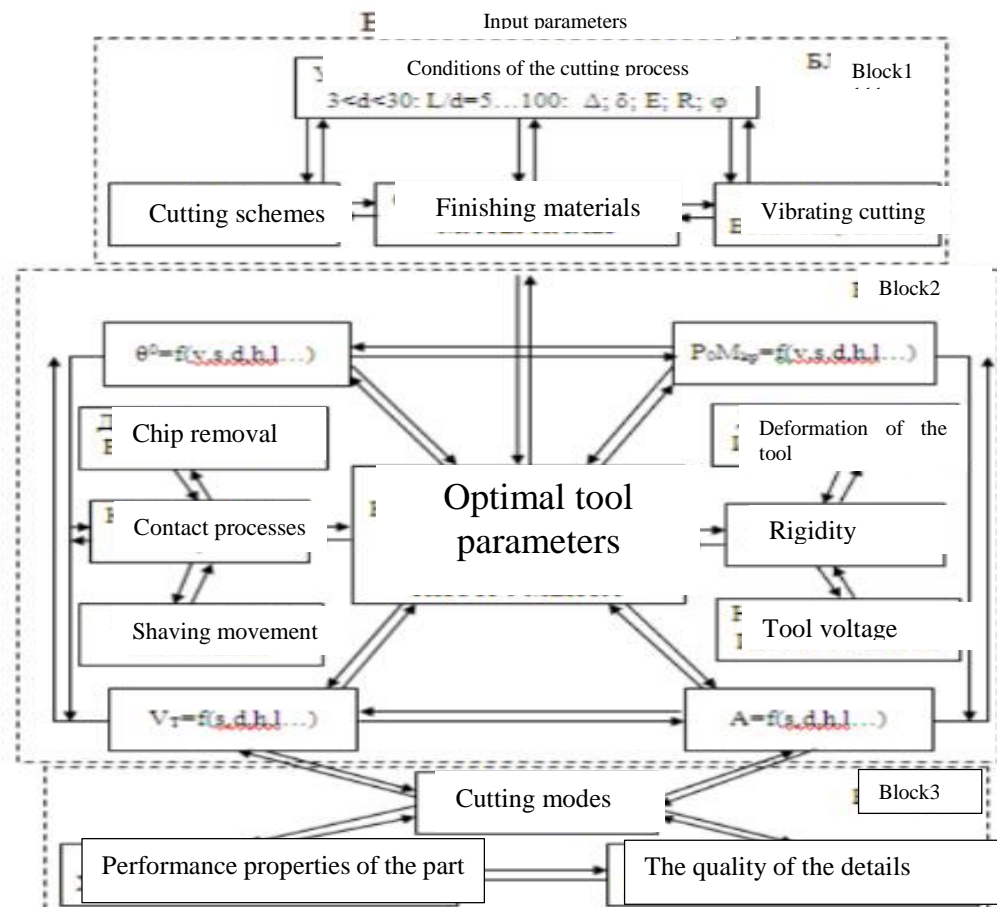 Input parameters
Conditions of the cutting process
Block1
3<d<30: L/d=5...100: Δ; δ; E; R; φ
Cutting schemes
Finishing materials
Vibrating cutting
Block2
θ⁰=f(v,s,d,h,l...)
P₀Mкр=f(v,s,d,h,l...)
Chip removal
Deformation of the
tool
Optimal tool
parameters
Contact processes
Rigidity
Shaving movement
Tool voltage
V_T=f(s,d,h,l...)
A=f(s,d,h,l...)
Cutting modes
Block3
Performance properties of the part
The quality of the details